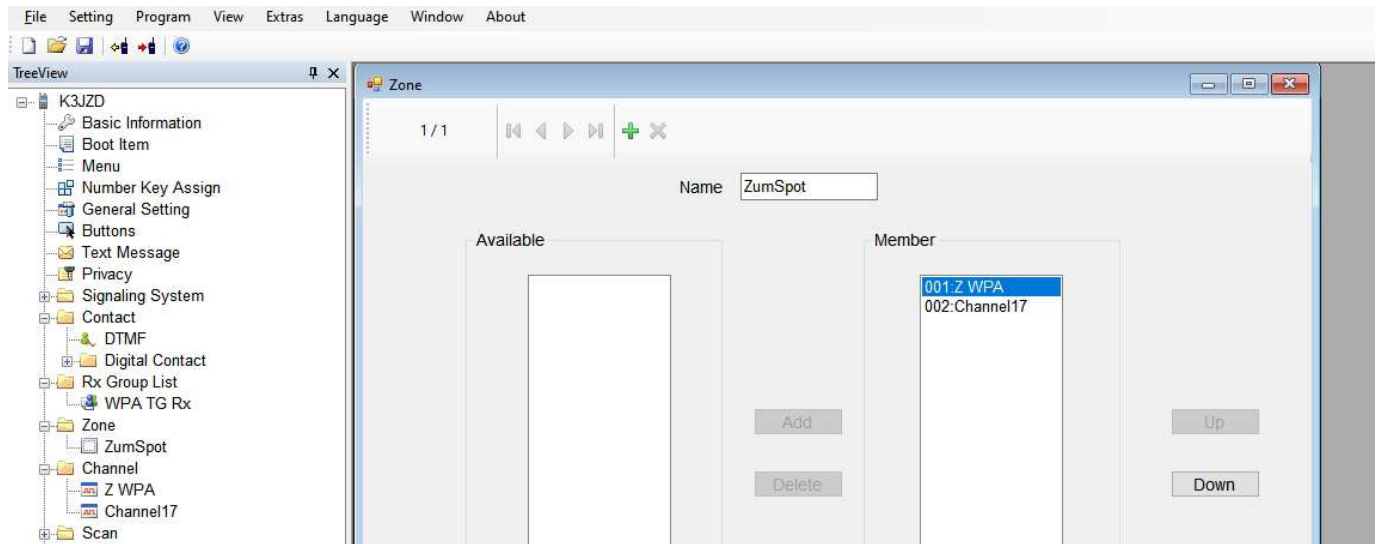 File Setting Program View Extras Language Window About
TreeView
K3JZD
Basic Information
Boot Item
Menu
Number Key Assign
General Setting
Buttons
Text Message
Privacy
Signaling System
Contact
DTMF
Digital Contact
Rx Group List
WPA TG Rx
Zone
ZumSpot
Channel
Z WPA
Channel17
Scan
Zone
1 / 1
Name ZumSpot
Available
Member
001:Z WPA
002:Channel17
Add
Up
Delete
Down